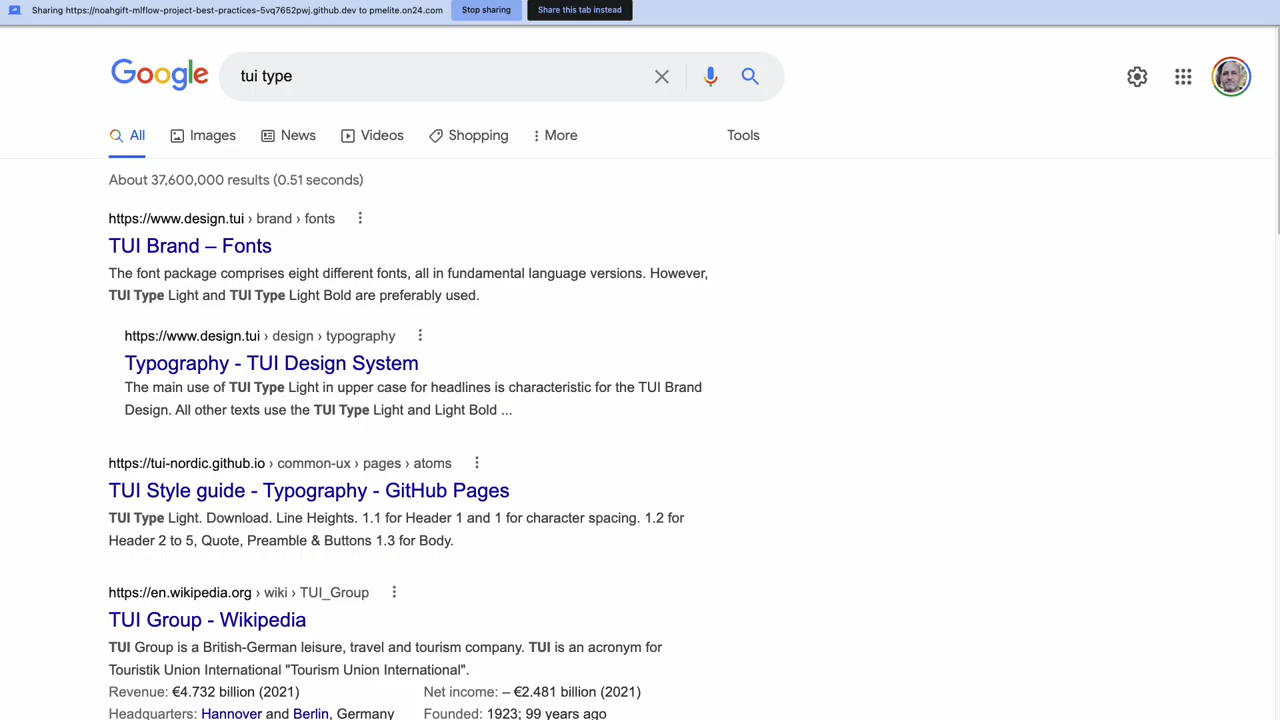 Sharing https://noahgift-mlflow-project-best-practices-5vq7652pwj.github.dev to pmelite.on24.com Stop sharing Share this tab instead
Google tui type
All Images News Videos Shopping More Tools
About 37,600,000 results (0.51 seconds)
https://www.design.tui › brand › fonts
TUI Brand – Fonts
The font package comprises eight different fonts, all in fundamental language versions. However,
TUI Type Light and TUI Type Light Bold are preferably used.
https://www.design.tui › design › typography
Typography - TUI Design System
The main use of TUI Type Light in upper case for headlines is characteristic for the TUI Brand
Design. All other texts use the TUI Type Light and Light Bold ...
https://tui-nordic.github.io › common-ux › pages › atoms
TUI Style guide - Typography - GitHub Pages
TUI Type Light. Download. Line Heights. 1.1 for Header 1 and 1 for character spacing. 1.2 for
Header 2 to 5, Quote, Preamble & Buttons 1.3 for Body.
https://en.wikipedia.org › wiki › TUI_Group
TUI Group - Wikipedia
TUI Group is a British-German leisure, travel and tourism company. TUI is an acronym for
Touristik Union International "Tourism Union International".
Revenue: €4.732 billion (2021) Net income: – €2.481 billion (2021)
Headquarters: Hannover and Berlin, Germany Founded: 1923; 99 years ago